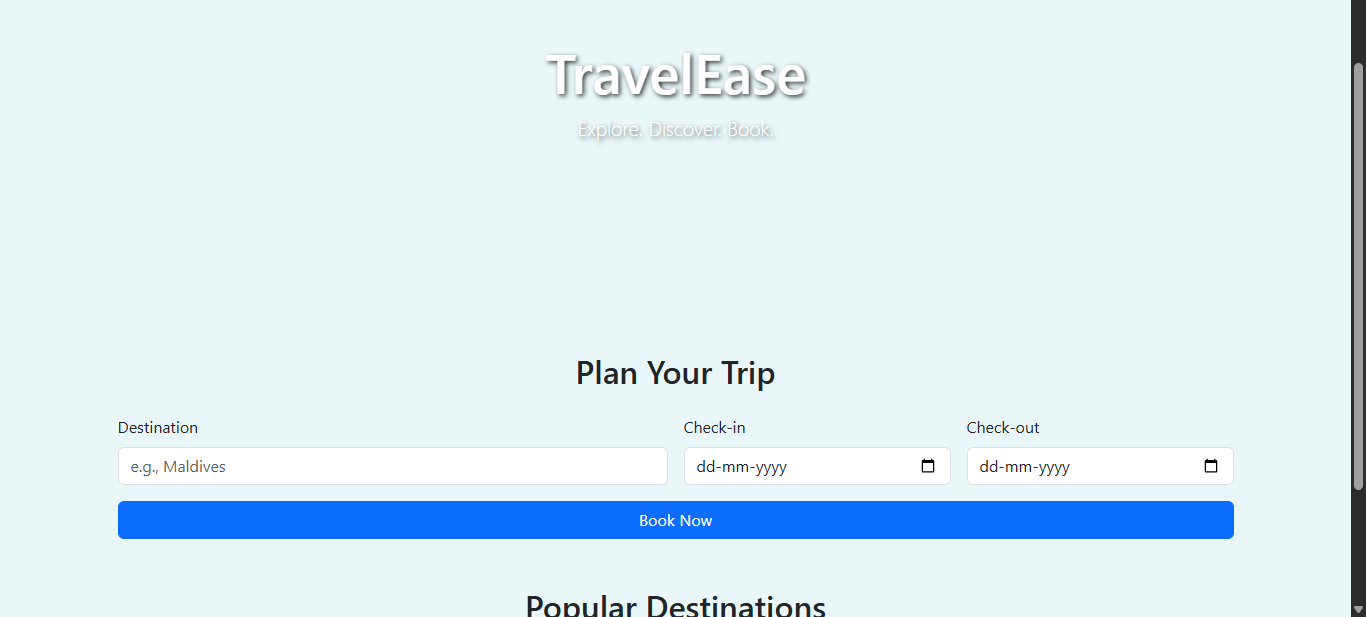 TravelEase
Explore. Discover. Book.
Plan Your Trip
Destination
Check-in
Check-out
e.g., Maldives
dd-mm-yyyy
dd-mm-yyyy
Book Now
Popular Destinations